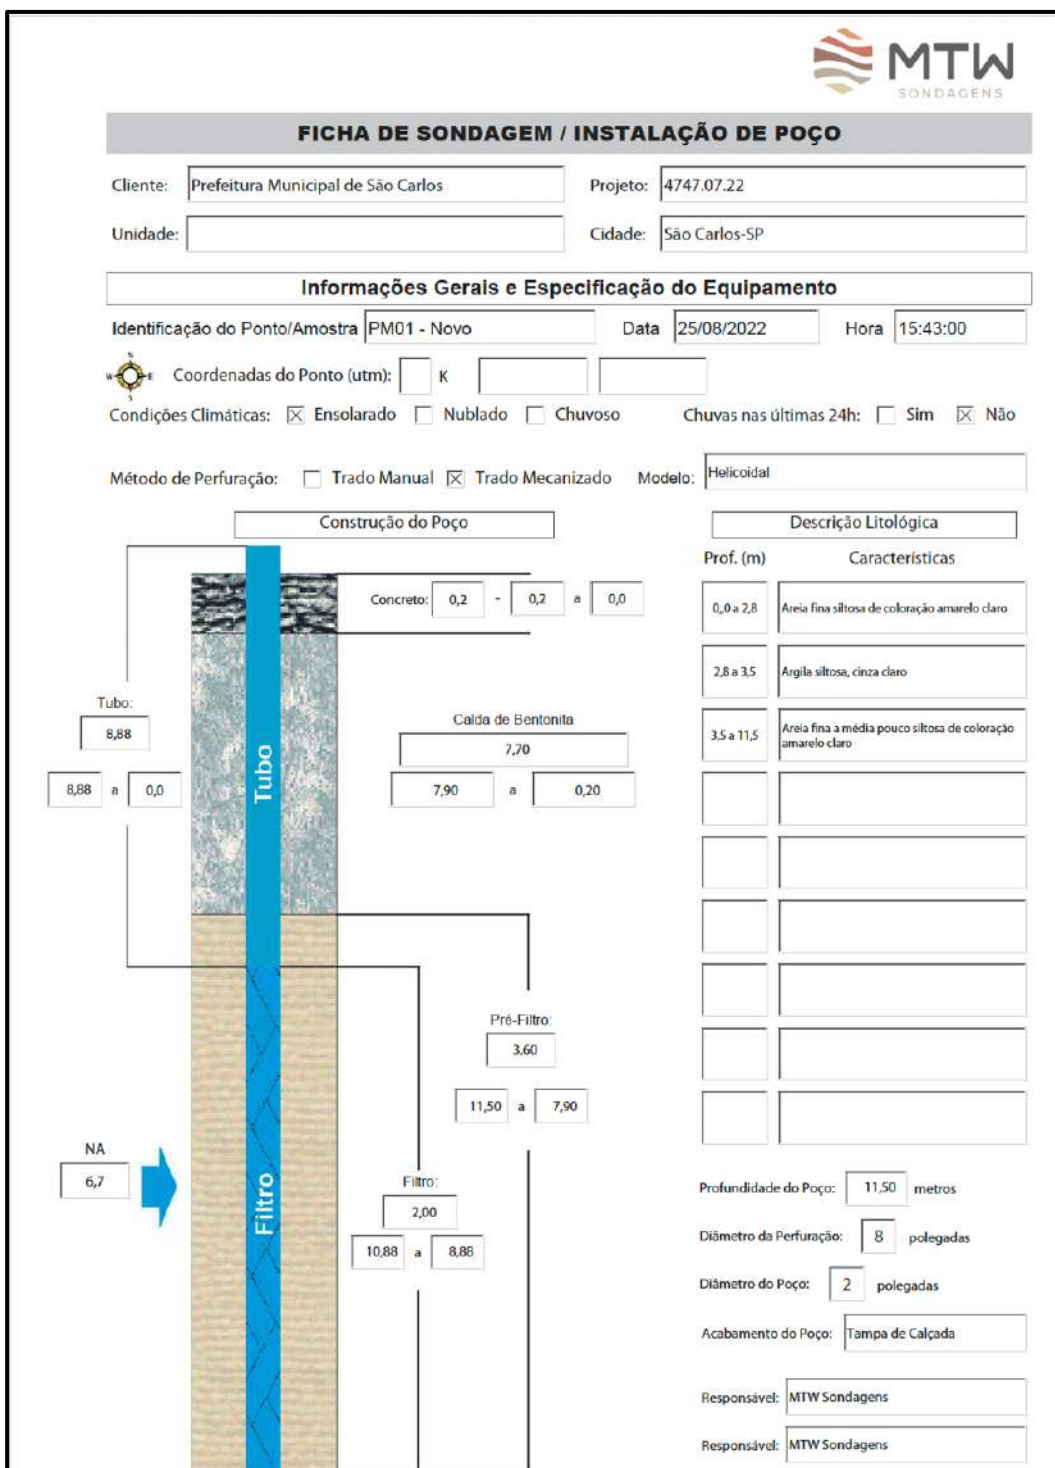 MTW
SONDAGENS
FICHA DE SONDAGEM / INSTALAÇÃO DE POÇO
Cliente: Prefeitura Municipal de São Carlos Projeto: 4747.07.22
Unidade: Cidade: São Carlos-SP
Informações Gerais e Especificação do Equipamento
Identificação do Ponto/Amostra PM01 - Novo Data 25/08/2022 Hora 15:43:00
N
W E
S
Coordenadas do Ponto (utm): K
Condições Climáticas: ☒ Ensolarado ☐ Nublado ☐ Chuvoso Chuvas nas últimas 24h: ☐ Sim ☒ Não
Método de Perfuração: ☐ Trado Manual ☒ Trado Mecanizado Modelo: Helicoidal
Construção do Poço
Concreto: 0,2 - 0,2 a 0,0
Tubo:
8,88
8,88 a 0,0
Tubo
Calda de Bentonita
7,70
7,90 a 0,20
Pré-Filtro:
3,60
11,50 a 7,90
NA
6,7
Filtro
Filtro:
2,00
10,88 a 8,88
Descrição Litológica
Prof. (m) Características
0,0 a 2,8 Areia fina siltosa de coloração amarelo claro
2,8 a 3,5 Argila siltosa, cinza claro
3,5 a 11,5 Areia fina a média pouco siltosa de coloração
amarelo claro
Profundidade do Poço: 11,50 metros
Diâmetro da Perfuração: 8 polegadas
Diâmetro do Poço: 2 polegadas
Acabamento do Poço: Tampa de Calçada
Responsável: MTW Sondagens
Responsável: MTW Sondagens